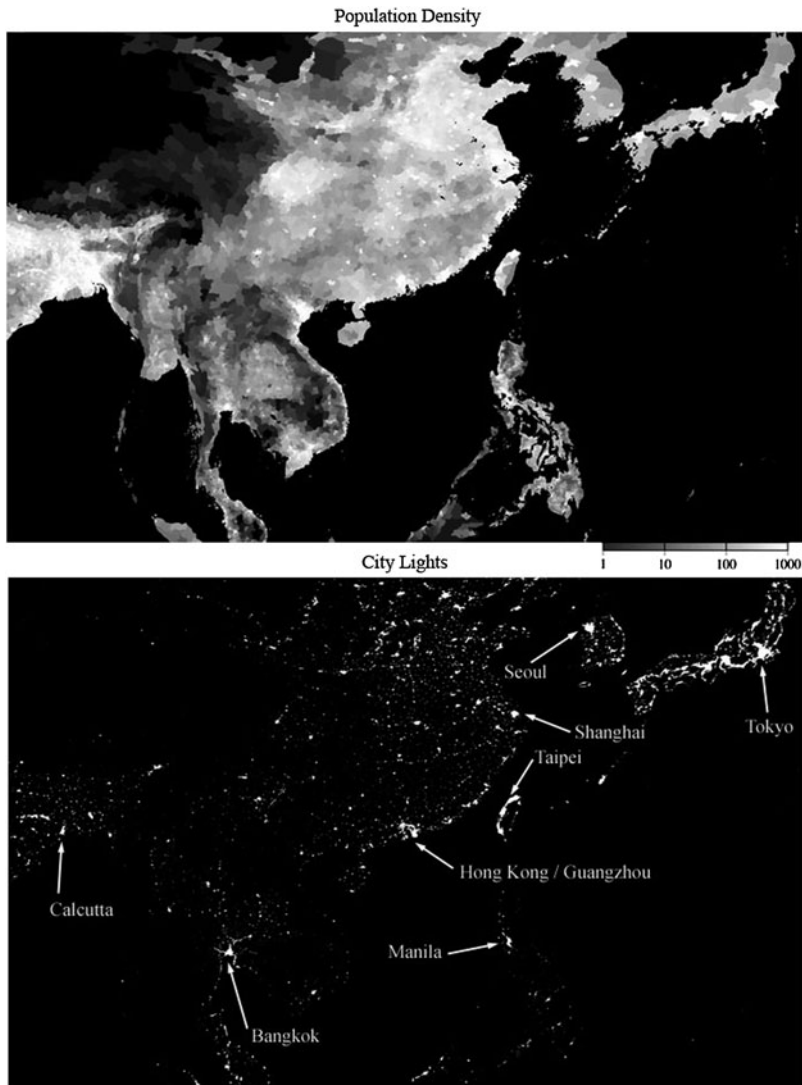 Population Density
City Lights
1 10 100 1000
Seoul
Tokyo
Shanghai
Taipei
Hong Kong / Guangzhou
Calcutta
Manila
Bangkok